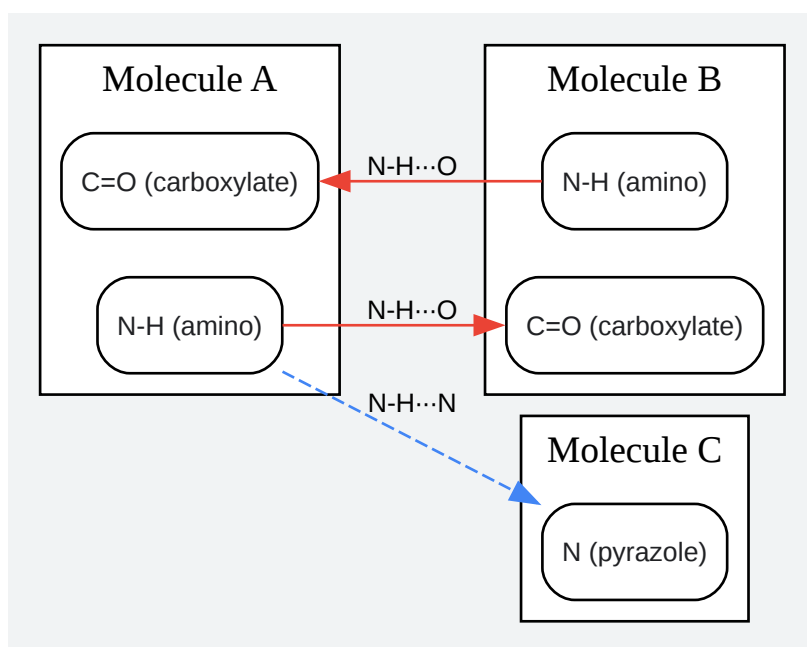 Molecule A
Molecule B
C=O (carboxylate)
N-H···O
N-H (amino)
N-H (amino)
N-H···O
C=O (carboxylate)
N-H···N
Molecule C
N (pyrazole)